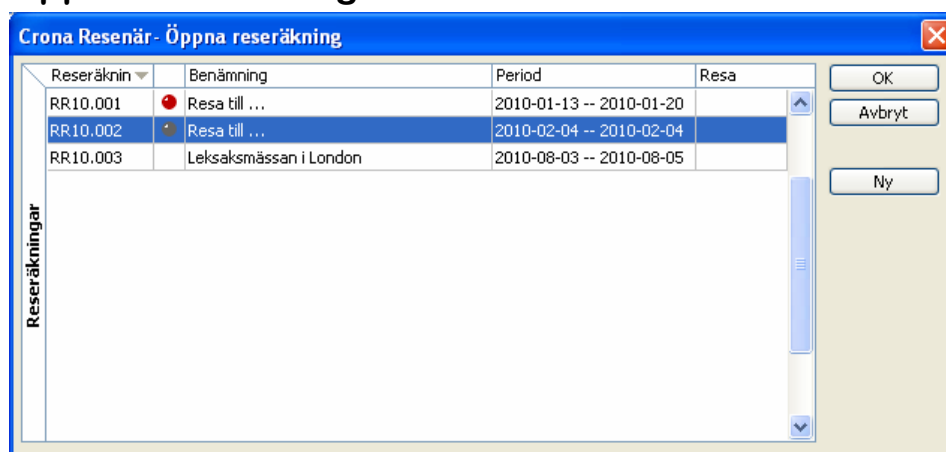 Crona Resenär- Öppna reseräkning
Reseräknin Benämning Period Resa
RR10.001 Resa till ... 2010-01-13 -- 2010-01-20
RR10.002 Resa till ... 2010-02-04 -- 2010-02-04
RR10.003 Leksaksmässan i London 2010-08-03 -- 2010-08-05
Reseräkningar
OK
Avbryt
Ny